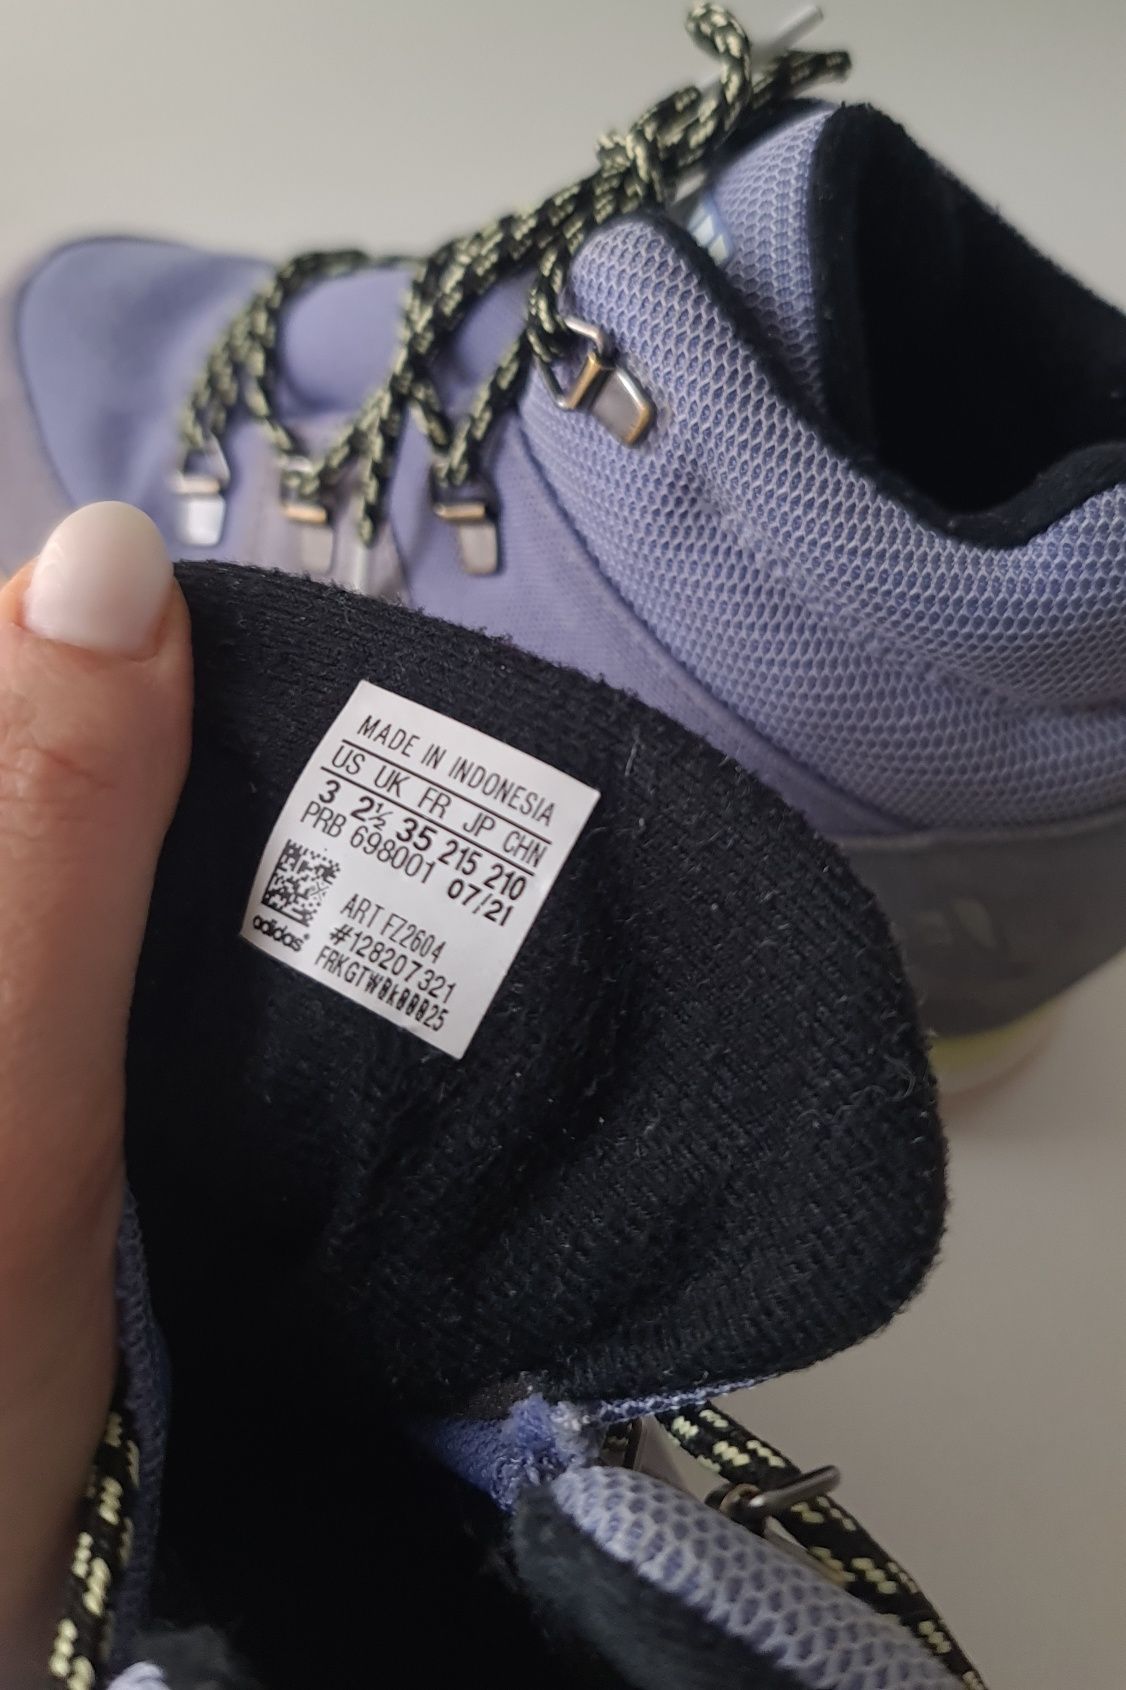 MADE IN INDONESIA
US UK FR JP CHN
3 2½ 35 215 210
PRB 698001 07/21
ART FZ2604
#128207321
adidas®